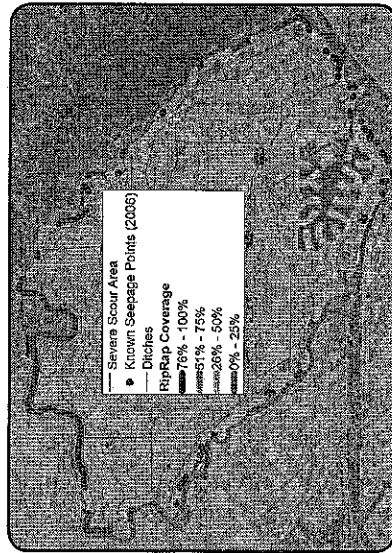 Severe Scour Area
Known Seepage Points (2006)
Ditches
RipRap Coverage
76% - 100%
51% - 75%
26% - 50%
0% - 25%